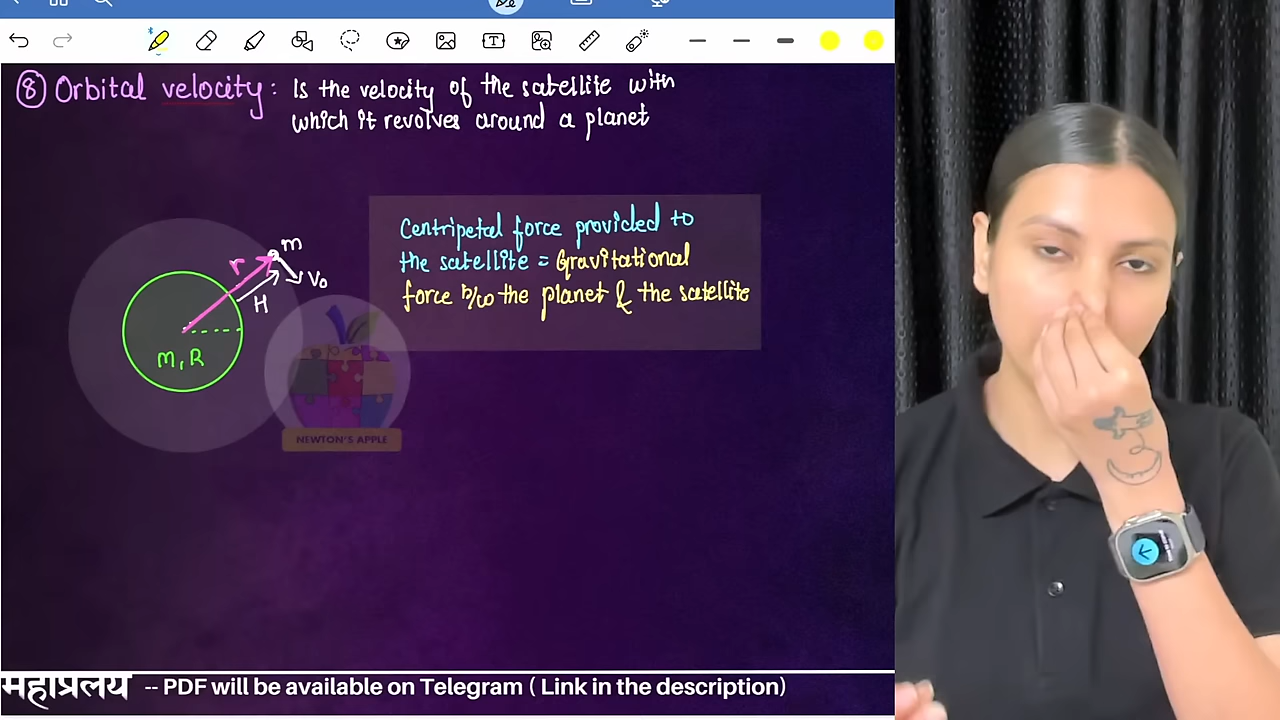 ⑧ Orbital velocity: Is the velocity of the satellite with
which it revolves around a planet
m
r
V₀
H
M, R
Centripetal force provided to
the satellite = Gravitational
force b/w the planet & the satellite
NEWTON'S APPLE
महाप्रलय -- PDF will be available on Telegram ( Link in the description)